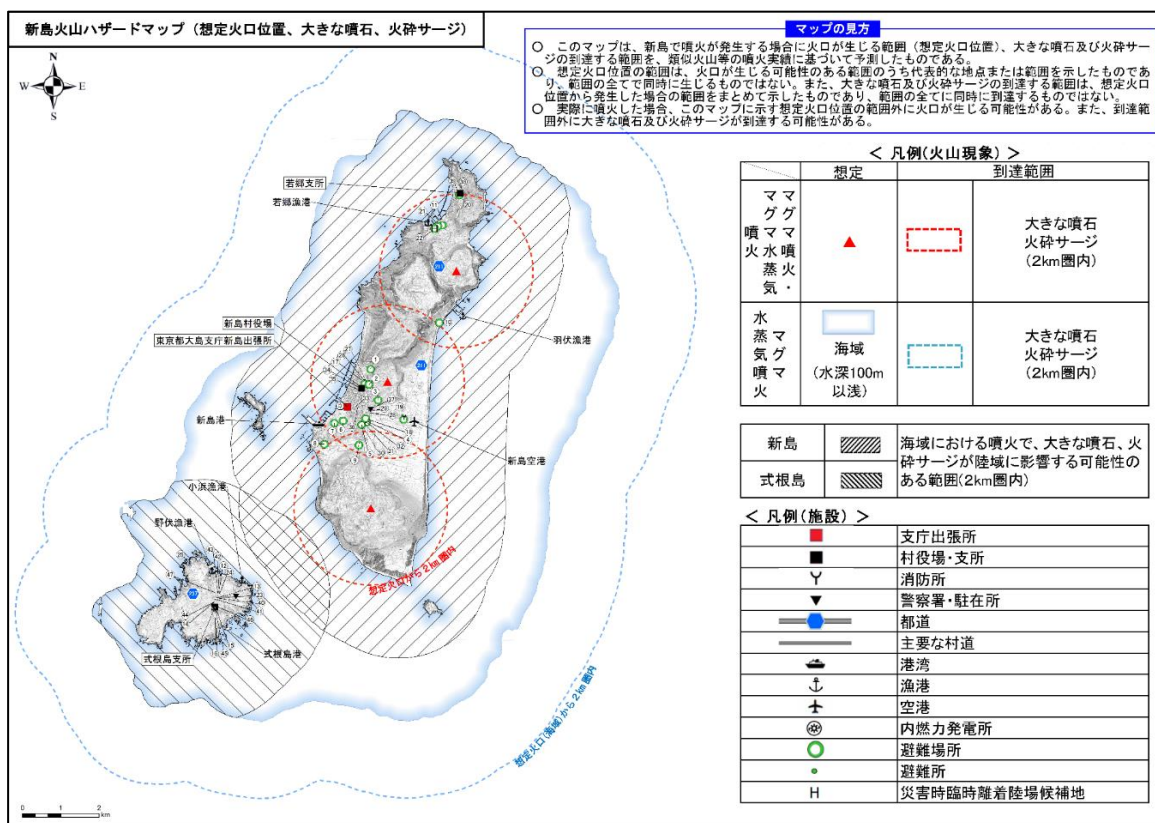 新島火山ハザードマップ（想定火口位置、大きな噴石、火砕サージ）
マップの見方
○　このマップは、新島で噴火が発生する場合に火口が生じる範囲（想定火口位置）、大きな噴石及び火砕サー
ジの到達する範囲を、類似火山等の噴火実績に基づいて予測したものである。
○　想定火口位置の範囲は、火口が生じる可能性のある範囲のうち代表的な地点または範囲を示したものであ
り、範囲の全てで同時に生じるものではない。また、大きな噴石及び火砕サージの到達する範囲は、想定火口
位置から発生した場合の範囲をまとめて示したものであり、範囲の全てに同時に到達するものではない。
○　実際に噴火した場合、このマップに示す想定火口位置の範囲外に火口が生じる可能性がある。また、到達範
囲外に大きな噴石及び火砕サージが到達する可能性がある。
N
W
E
S
若郷支所
若郷漁港
羽伏漁港
新島村役場
東京都大島支庁新島出張所
新島港
新島空港
小浜漁港
野伏漁港
式根島支所
式根島港
想定火口から2km圏内
想定火口(海域)から2km圏内
0 1 2
km
＜ 凡例(火山現象) ＞
想定
到達範囲
マグマ噴火・
マグマ水蒸気
噴火
大きな噴石
火砕サージ
(2km圏内)
マグマ
水蒸気噴火
海域
(水深100m
以浅)
大きな噴石
火砕サージ
(2km圏内)
新島
式根島
海域における噴火で、大きな噴石、火
砕サージが陸域に影響する可能性の
ある範囲(2km圏内)
＜ 凡例(施設) ＞
支庁出張所
村役場・支所
消防所
警察署・駐在所
都道
主要な村道
港湾
漁港
空港
内燃力発電所
避難場所
避難所
H 災害時臨時離着陸場候補地